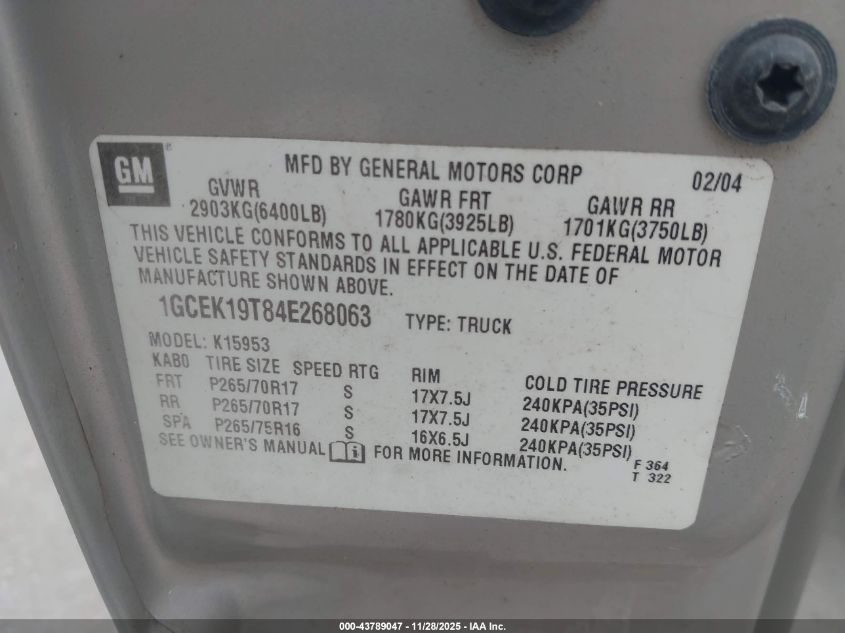 GM
MFD BY GENERAL MOTORS CORP 02/04
GVWR GAWR FRT GAWR RR
2903KG(6400LB) 1780KG(3925LB) 1701KG(3750LB)
THIS VEHICLE CONFORMS TO ALL APPLICABLE U.S. FEDERAL MOTOR
VEHICLE SAFETY STANDARDS IN EFFECT ON THE DATE OF
MANUFACTURE SHOWN ABOVE.
1GCEK19T84E268063 TYPE: TRUCK
MODEL: K15953
KAB0 TIRE SIZE SPEED RTG RIM COLD TIRE PRESSURE
FRT P265/70R17 S 17X7.5J 240KPA(35PSI)
RR P265/70R17 S 17X7.5J 240KPA(35PSI)
SPA P265/75R16 S 16X6.5J 240KPA(35PSI)
SEE OWNER'S MANUAL FOR MORE INFORMATION.
F 364
T 322
000-43789047 - 11/28/2025 - IAA Inc.